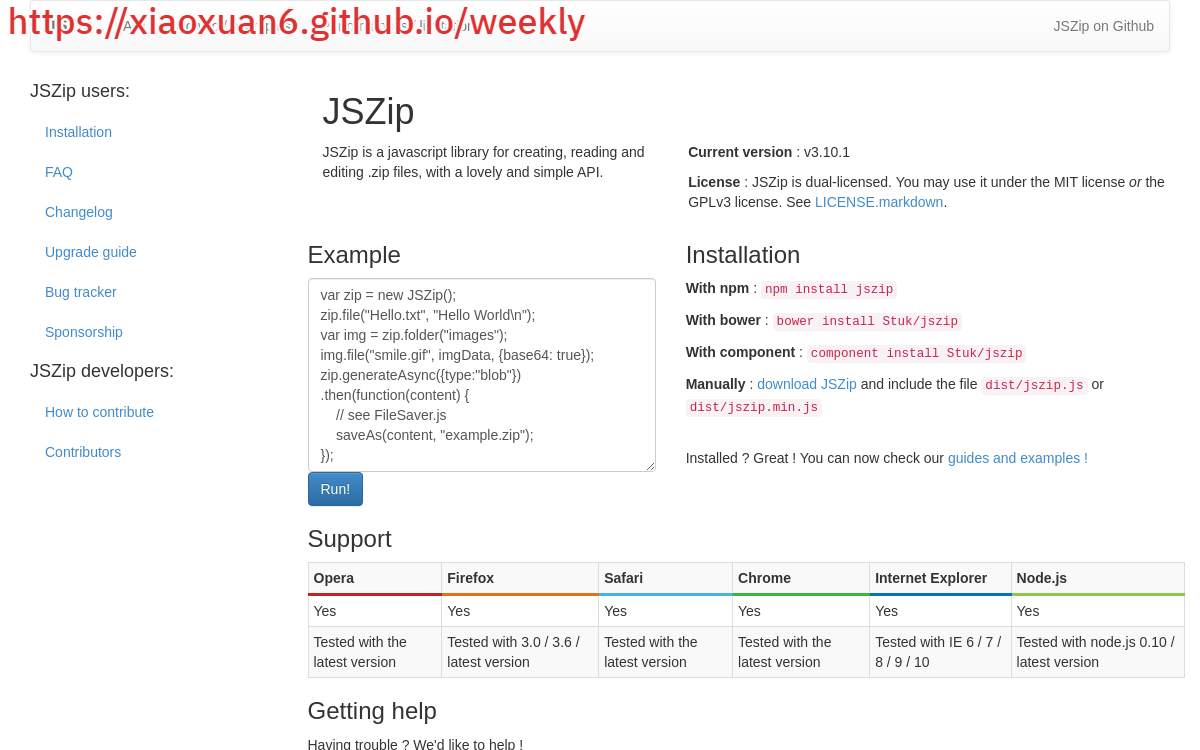 https://xiaoxuan6.github.io/weekly
JSZip on Github
JSZip users:
Installation
FAQ
Changelog
Upgrade guide
Bug tracker
Sponsorship
JSZip developers:
How to contribute
Contributors
JSZip
JSZip is a javascript library for creating, reading and
editing .zip files, with a lovely and simple API.
Current version : v3.10.1
License : JSZip is dual-licensed. You may use it under the MIT license or the
GPLv3 license. See LICENSE.markdown.
Example
var zip = new JSZip();
zip.file("Hello.txt", "Hello World\n");
var img = zip.folder("images");
img.file("smile.gif", imgData, {base64: true});
zip.generateAsync({type:"blob"})
.then(function(content) {
    // see FileSaver.js
    saveAs(content, "example.zip");
});
Run!
Installation
With npm : npm install jszip
With bower : bower install Stuk/jszip
With component : component install Stuk/jszip
Manually : download JSZip and include the file dist/jszip.js or
dist/jszip.min.js
Installed ? Great ! You can now check our guides and examples !
Support
Opera Firefox Safari Chrome Internet Explorer Node.js
Yes Yes Yes Yes Yes Yes
Tested with the Tested with 3.0 / 3.6 / Tested with the Tested with the Tested with IE 6 / 7 / Tested with node.js 0.10 /
latest version latest version latest version latest version 8 / 9 / 10 latest version
Getting help
Having trouble ? We'd like to help !